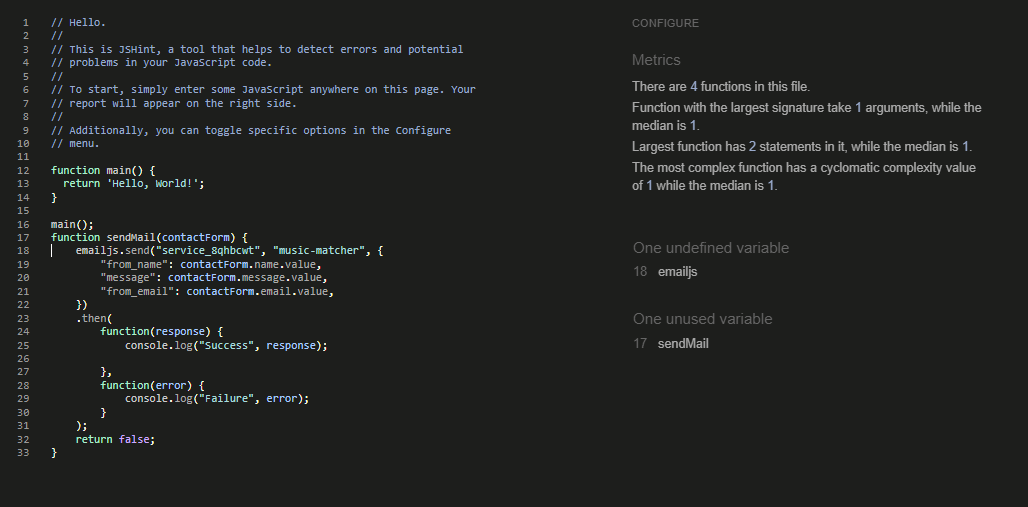 1 // Hello.
2 //
3 // This is JSHint, a tool that helps to detect errors and potential
4 // problems in your JavaScript code.
5 //
6 // To start, simply enter some JavaScript anywhere on this page. Your
7 // report will appear on the right side.
8 //
9 // Additionally, you can toggle specific options in the Configure
10 // menu.
11
12 function main() {
13   return 'Hello, World!';
14 }
15
16 main();
17 function sendMail(contactForm) {
18     emailjs.send("service_8qhbcwt", "music-matcher", {
19         "from_name": contactForm.name.value,
20         "message": contactForm.message.value,
21         "from_email": contactForm.email.value,
22     })
23     .then(
24         function(response) {
25             console.log("Success", response);
26
27         },
28         function(error) {
29             console.log("Failure", error);
30         }
31     );
32     return false;
33 }
CONFIGURE
Metrics
There are 4 functions in this file.
Function with the largest signature take 1 arguments, while the
median is 1.
Largest function has 2 statements in it, while the median is 1.
The most complex function has a cyclomatic complexity value
of 1 while the median is 1.
One undefined variable
18 emailjs
One unused variable
17 sendMail